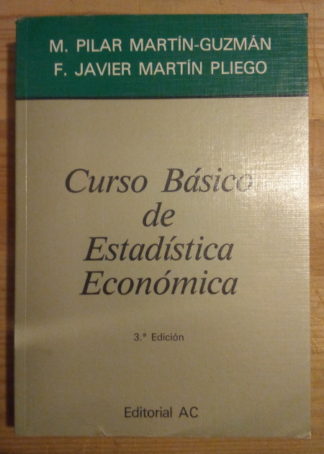 M. PILAR MARTÍN-GUZMÁN
F. JAVIER MARTÍN PLIEGO
Curso Básico
de
Estadística
Económica
3.ª Edición
Editorial AC